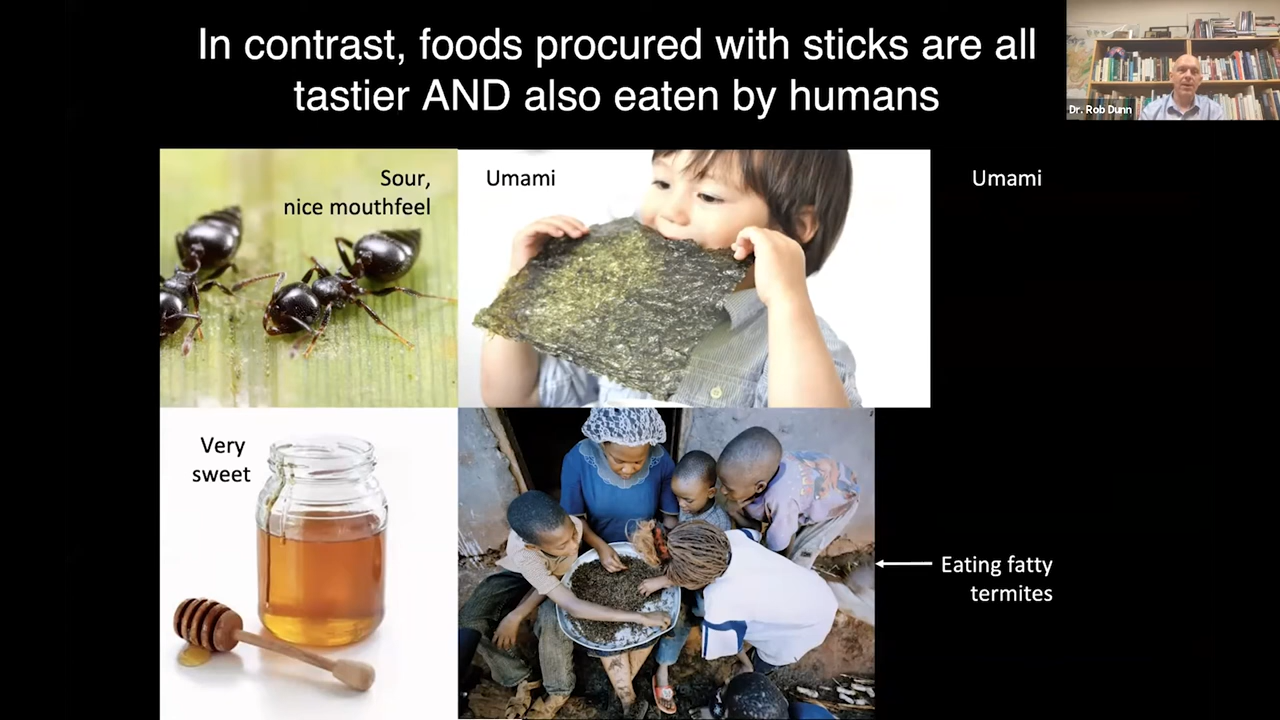 In contrast, foods procured with sticks are all
tastier AND also eaten by humans
Dr. Rob Dunn
Sour,
nice mouthfeel
Umami
Umami
Very
sweet
Eating fatty
termites